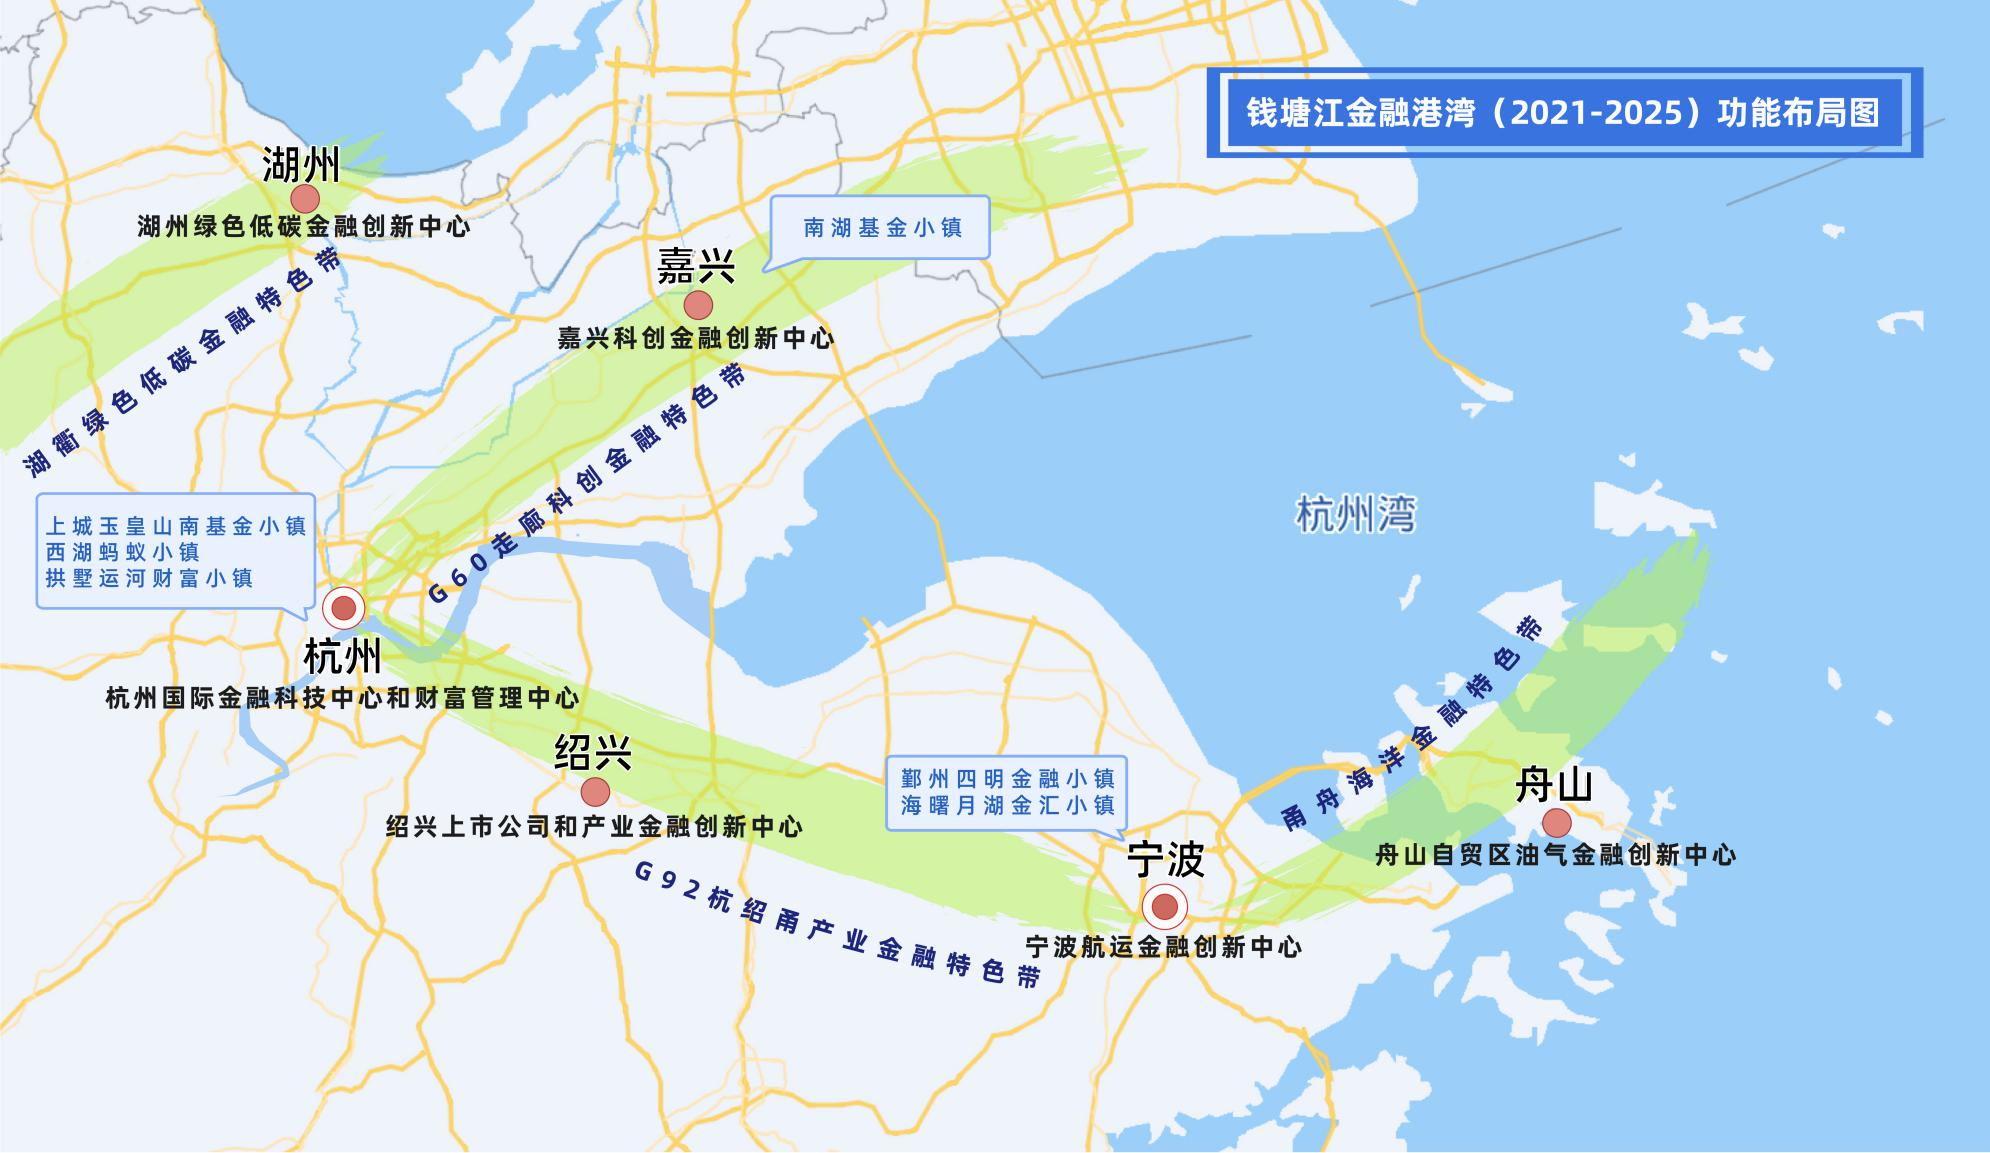 钱塘江金融港湾（2021-2025）功能布局图
湖州
湖州绿色低碳金融创新中心
湖衢绿色低碳金融特色带
南湖基金小镇
嘉兴
嘉兴科创金融创新中心
G60走廊科创金融特色带
上城玉皇山南基金小镇
西湖蚂蚁小镇
拱墅运河财富小镇
杭州
杭州国际金融科技中心和财富管理中心
杭州湾
绍兴
绍兴上市公司和产业金融创新中心
G92杭绍甬产业金融特色带
鄞州四明金融小镇
海曙月湖金汇小镇
宁波
宁波航运金融创新中心
甬舟海洋金融特色带
舟山
舟山自贸区油气金融创新中心